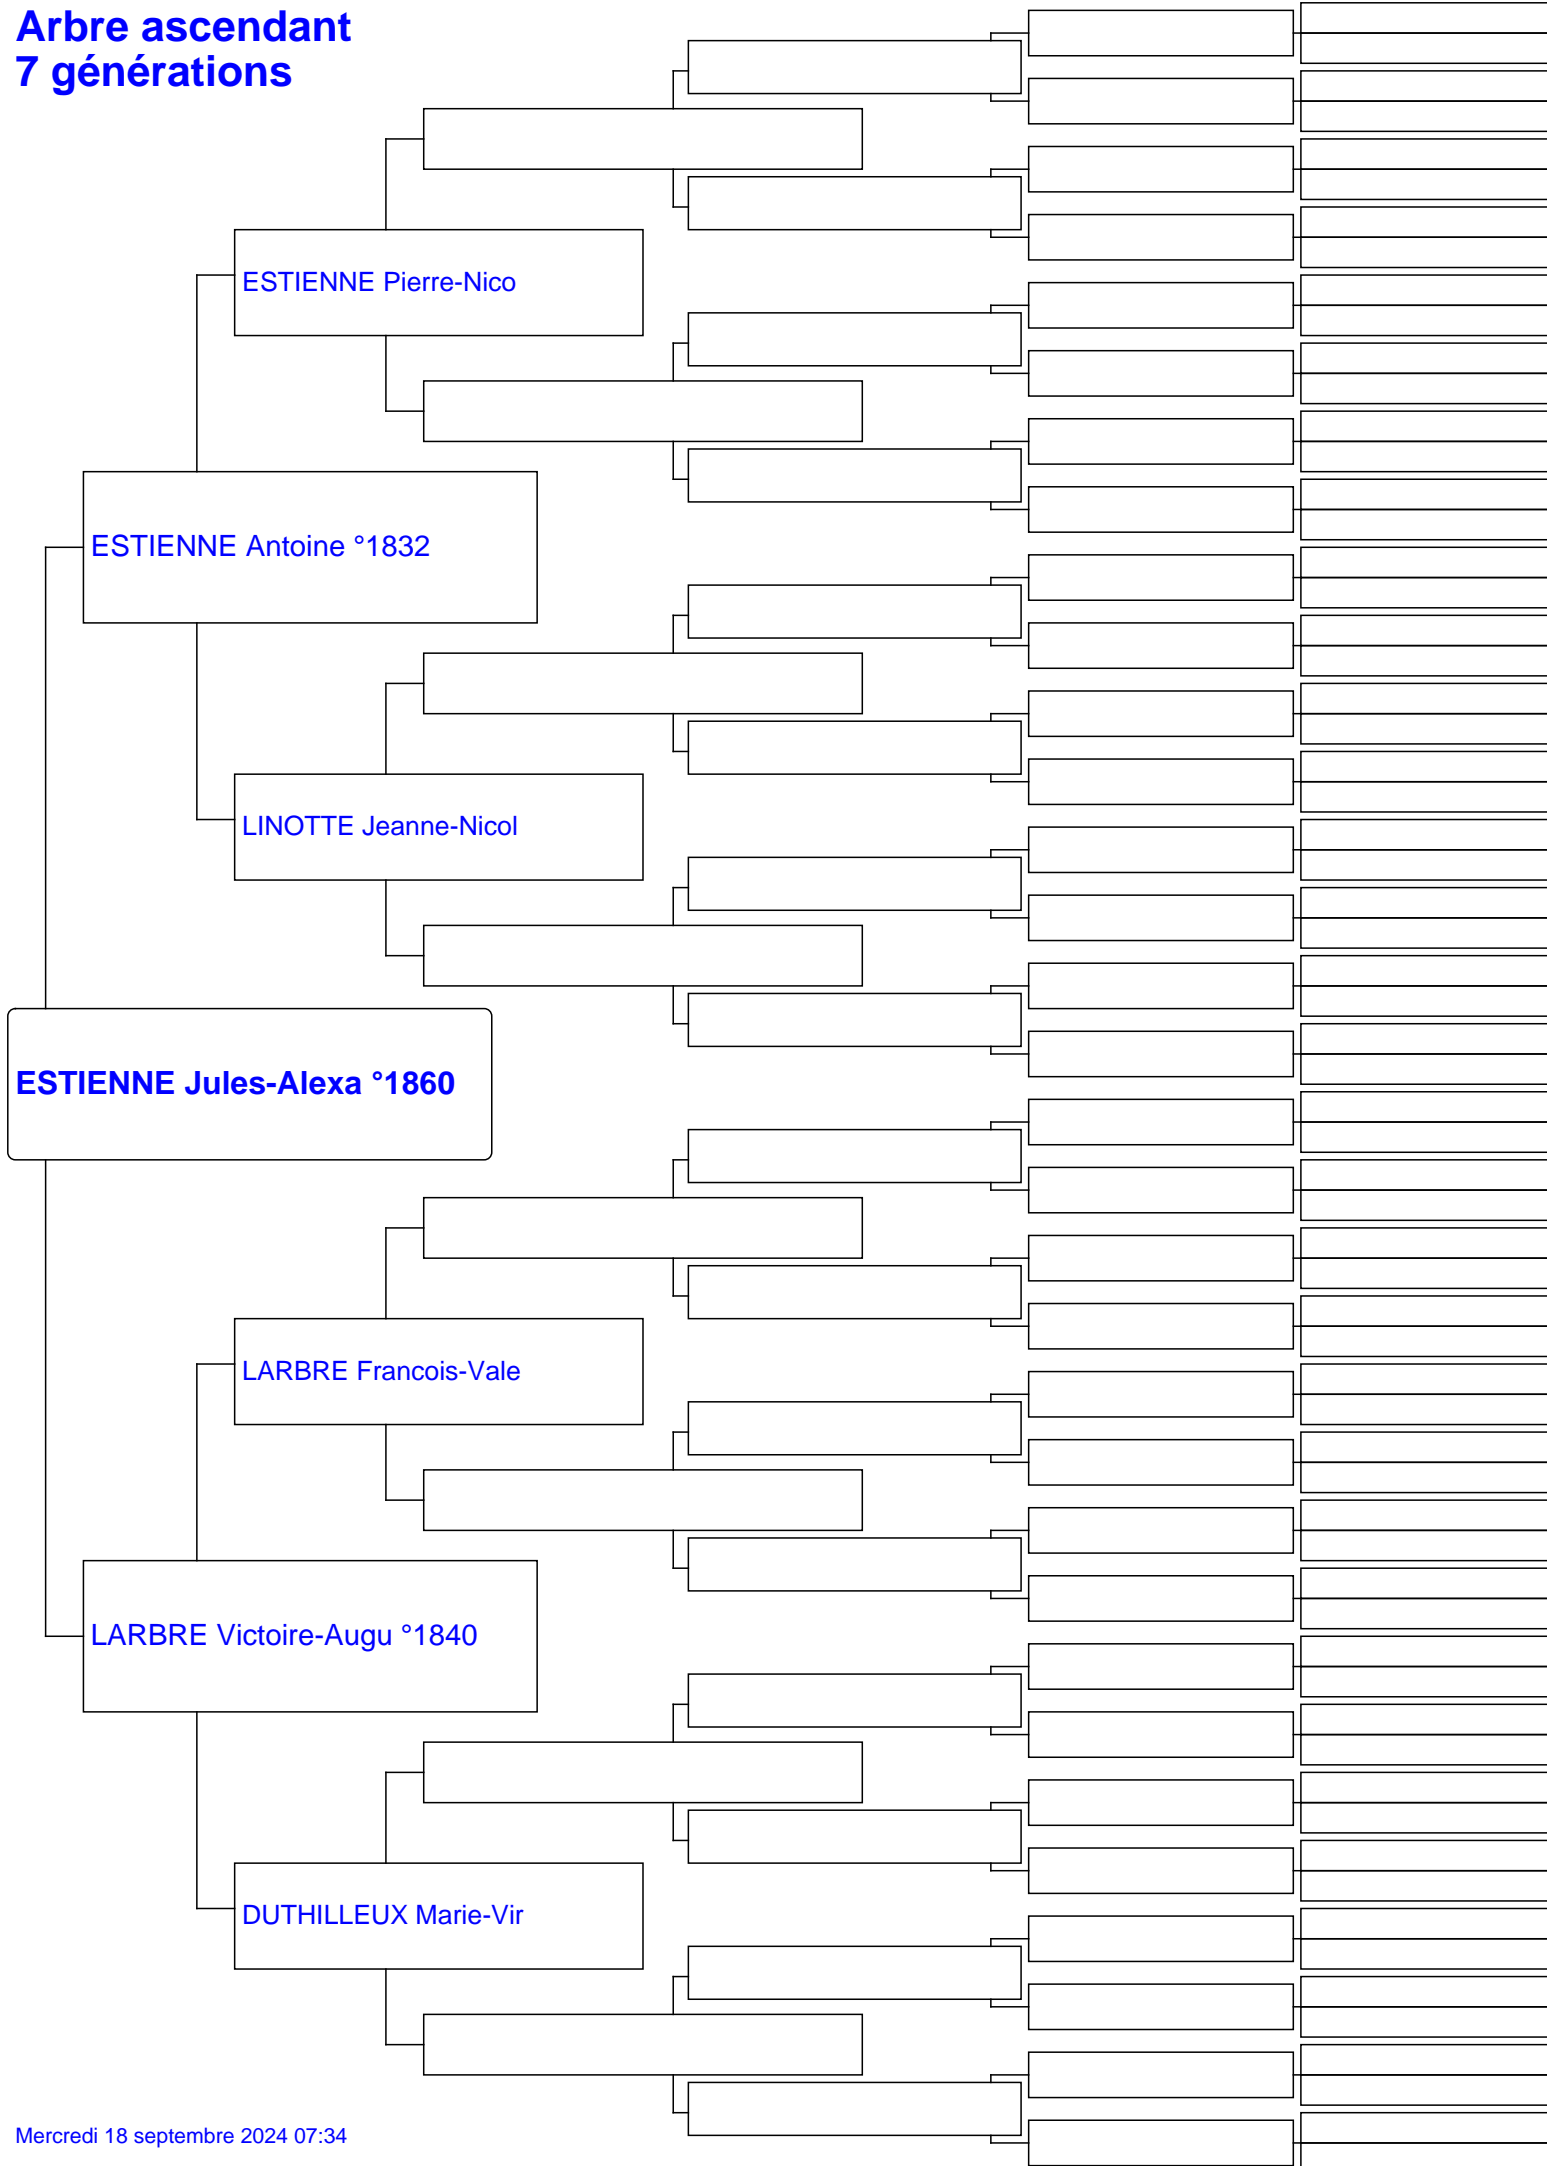 Arbre ascendant
7 générations
ESTIENNE Pierre-Nico
ESTIENNE Antoine °1832
LINOTTE Jeanne-Nicol
ESTIENNE Jules-Alexa °1860
LARBRE Francois-Vale
LARBRE Victoire-Augu °1840
DUTHILLEUX Marie-Vir
Mercredi 18 septembre 2024 07:34